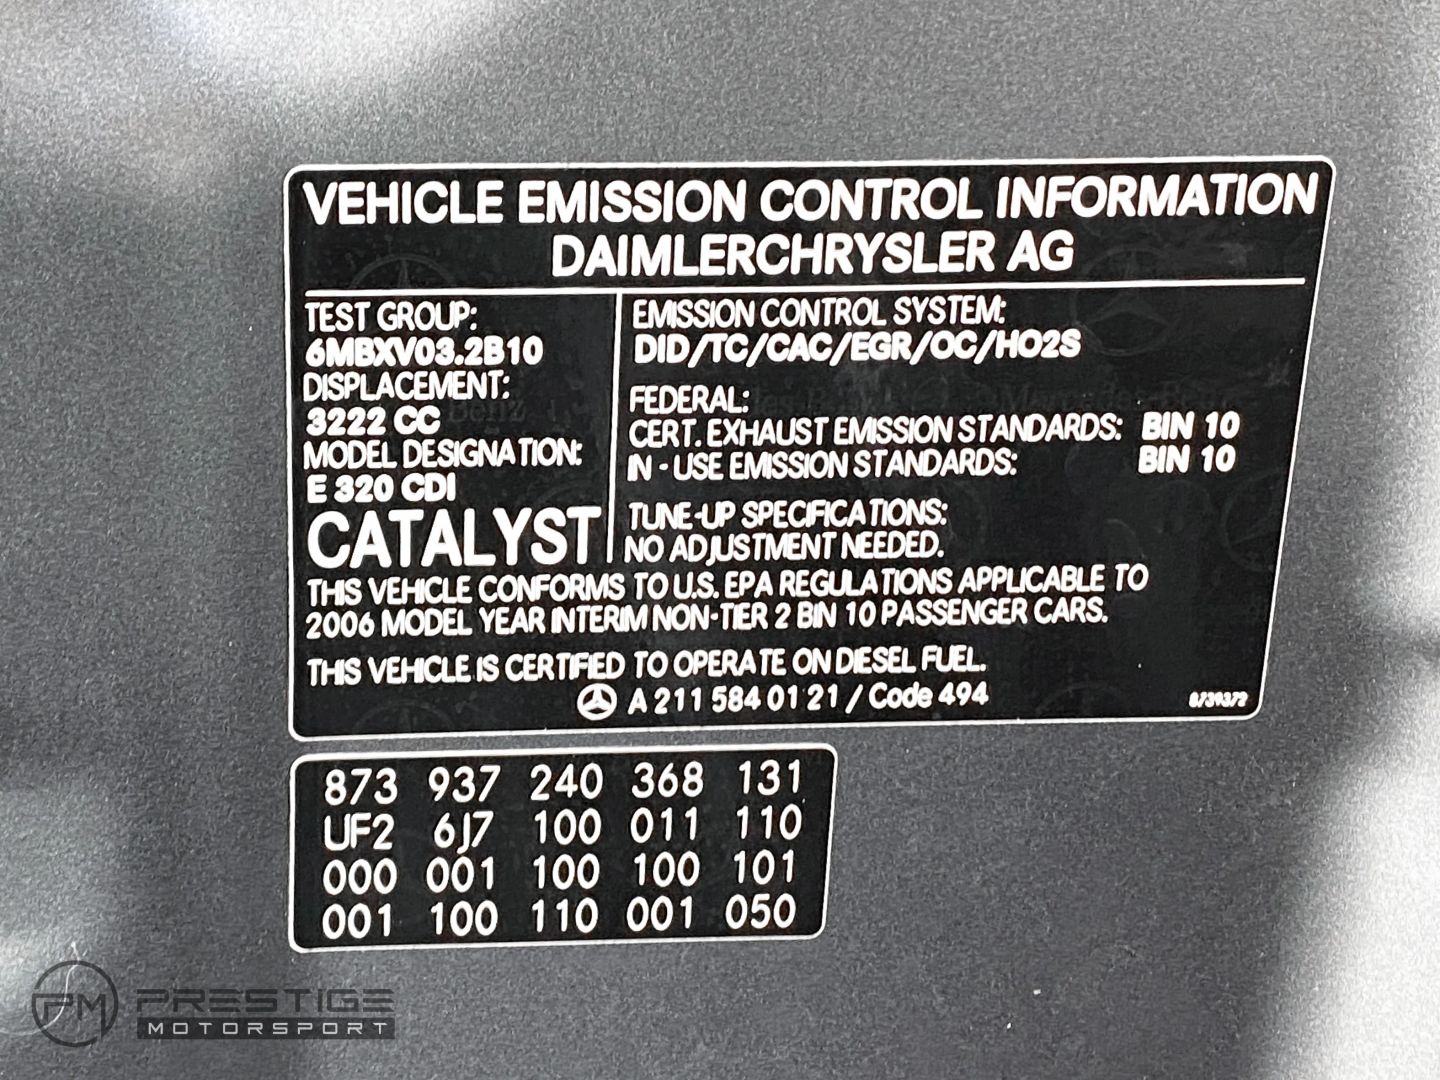 VEHICLE EMISSION CONTROL INFORMATION
DAIMLERCHRYSLER AG
TEST GROUP:
6MBXV03.2B10
DISPLACEMENT:
3222 CC
MODEL DESIGNATION:
E 320 CDI
CATALYST
EMISSION CONTROL SYSTEM:
DID/TC/CAC/EGR/OC/HO2S
FEDERAL:
CERT. EXHAUST EMISSION STANDARDS: BIN 10
IN - USE EMISSION STANDARDS: BIN 10
TUNE-UP SPECIFICATIONS:
NO ADJUSTMENT NEEDED.
THIS VEHICLE CONFORMS TO U.S. EPA REGULATIONS APPLICABLE TO
2006 MODEL YEAR INTERIM NON-TIER 2 BIN 10 PASSENGER CARS.
THIS VEHICLE IS CERTIFIED TO OPERATE ON DIESEL FUEL.
A 211 584 01 21 / Code 494
873 937 240 368 131
UF2 6J7 100 011 110
000 001 100 100 101
001 100 110 001 050
PM PRESTIGE
MOTORSPORT